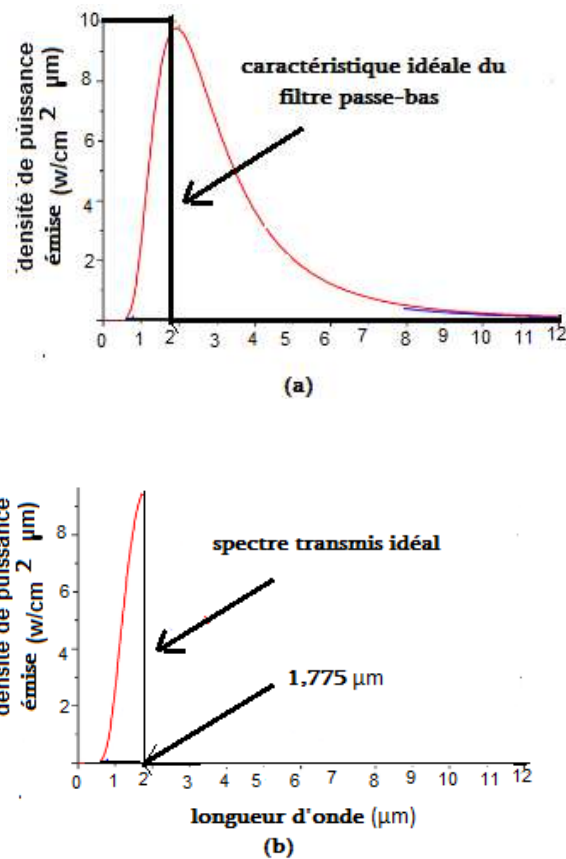 10
8
6
4
2
densité de puissance
émise (w/cm 2 μm)
caractéristique idéale du
filtre passe-bas
0 1 2 3 4 5 6 7 8 9 10 11 12
(a)
8
6
4
2
densité de puissance
émise (w/cm 2 μm)
spectre transmis idéal
1,775 μm
0 1 2 3 4 5 6 7 8 9 10 11 12
longueur d'onde (μm)
(b)